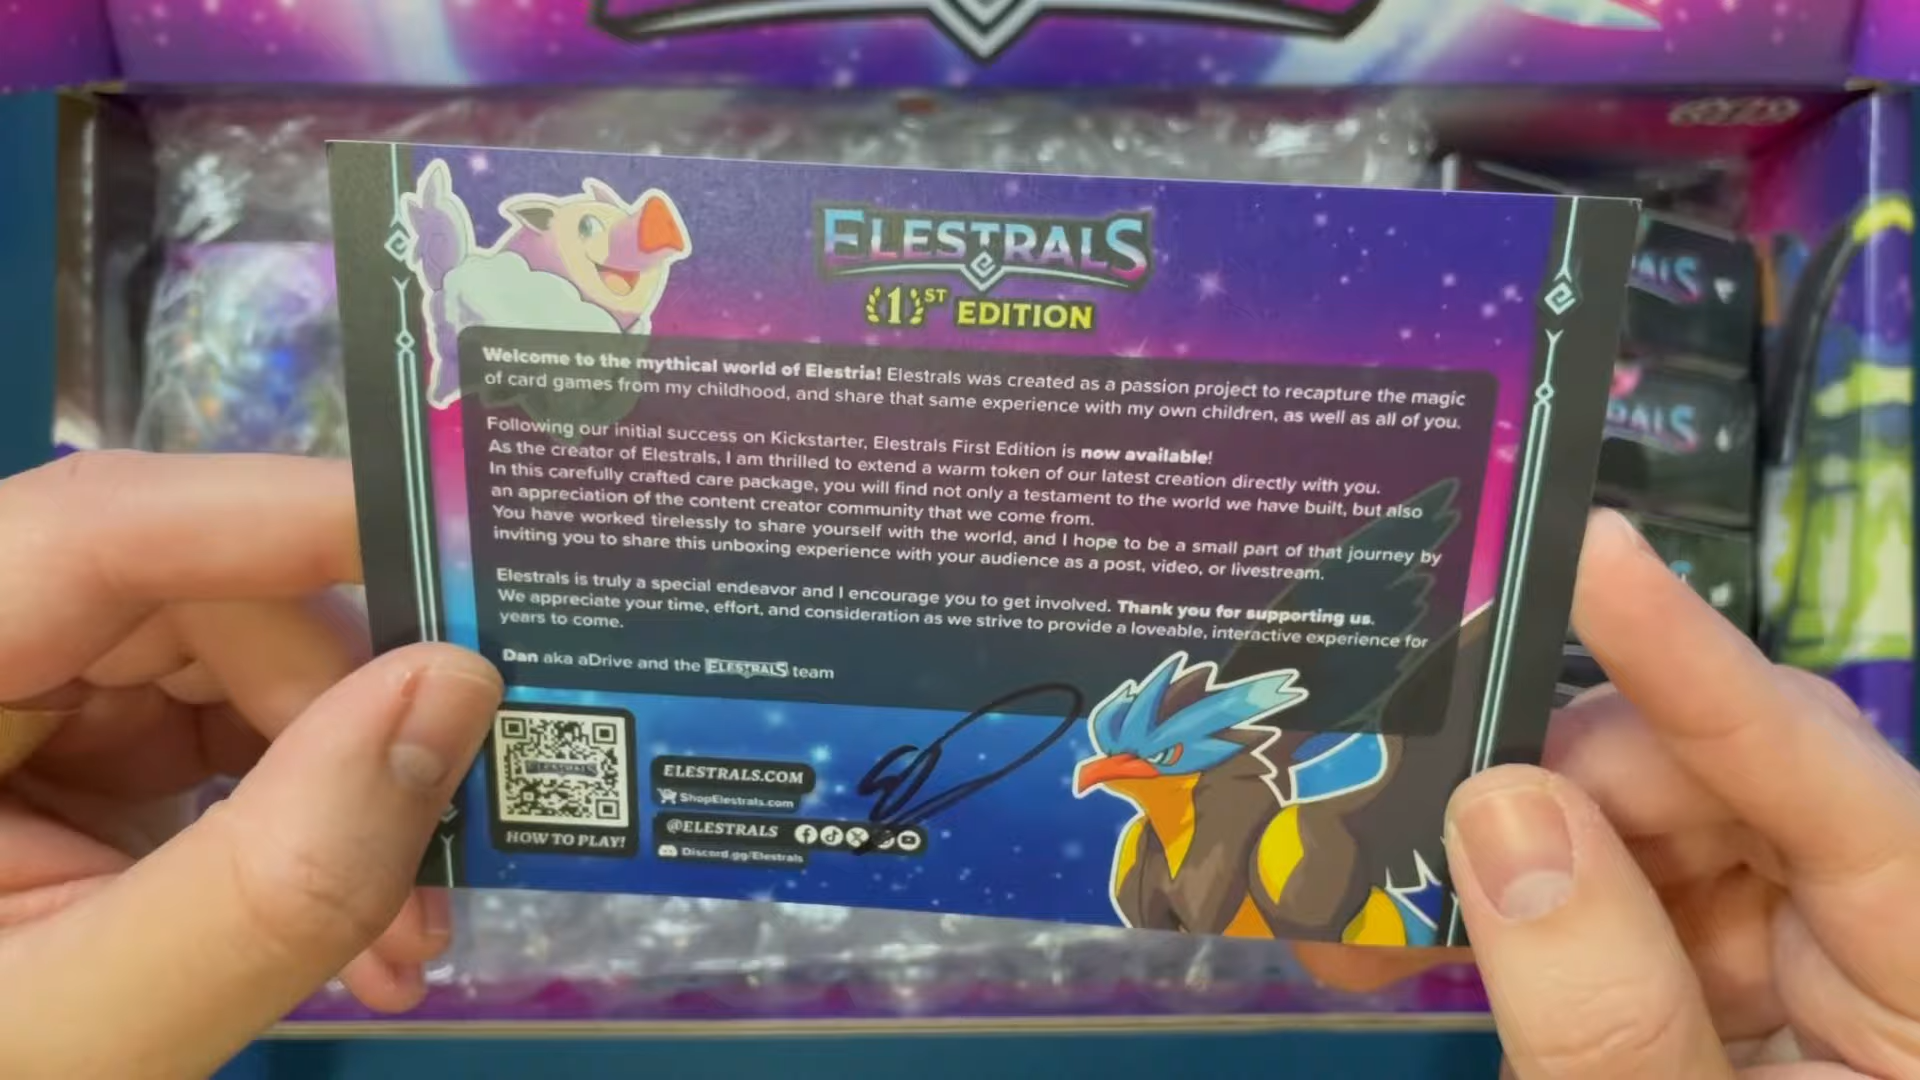 ELESTRALS
1ST EDITION
Welcome to the mythical world of Elestria! Elestrals was created as a passion project to recapture the magic
of card games from my childhood, and share that same experience with my own children, as well as all of you.
Following our initial success on Kickstarter, Elestrals First Edition is now available!
As the creator of Elestrals, I am thrilled to extend a warm token of our latest creation directly with you.
In this carefully crafted care package, you will find not only a testament to the world we have built, but also
an appreciation of the content creator community that we come from.
You have worked tirelessly to share yourself with the world, and I hope to be a small part of that journey by
inviting you to share this unboxing experience with your audience as a post, video, or livestream.
Elestrals is truly a special endeavor and I encourage you to get involved. Thank you for supporting us.
We appreciate your time, effort, and consideration as we strive to provide a loveable, interactive experience for
years to come.
Dan aka aDrive and the ELESTRALS team
ELESTRALS
HOW TO PLAY!
ELESTRALS.COM
ShopElestrals.com
@ELESTRALS
Discord.gg/Elestrals